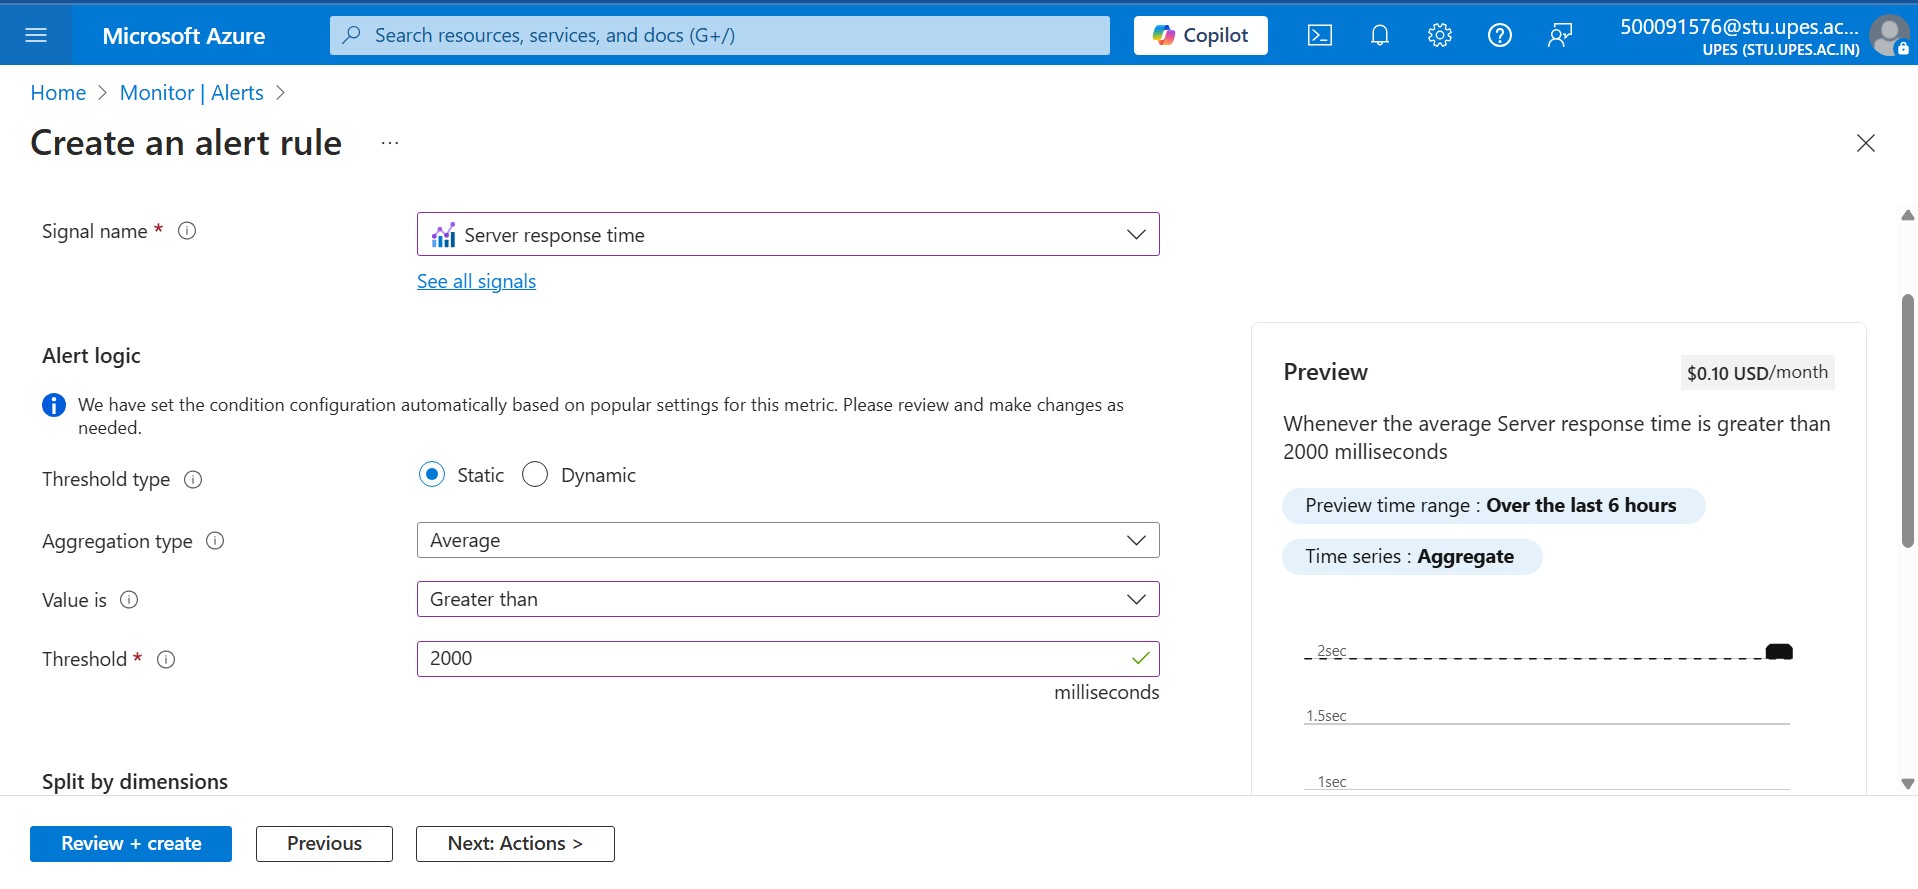 Microsoft Azure
Search resources, services, and docs (G+/)
Copilot
500091576@stu.upes.ac...
UPES (STU.UPES.AC.IN)
Home > Monitor | Alerts >
Create an alert rule ...
Signal name *
Server response time
See all signals
Alert logic
We have set the condition configuration automatically based on popular settings for this metric. Please review and make changes as
needed.
Threshold type
Static
Dynamic
Aggregation type
Average
Value is
Greater than
Threshold *
2000
milliseconds
Split by dimensions
Preview
$0.10 USD/month
Whenever the average Server response time is greater than
2000 milliseconds
Preview time range : Over the last 6 hours
Time series : Aggregate
2sec
1.5sec
1sec
Review + create
Previous
Next: Actions >